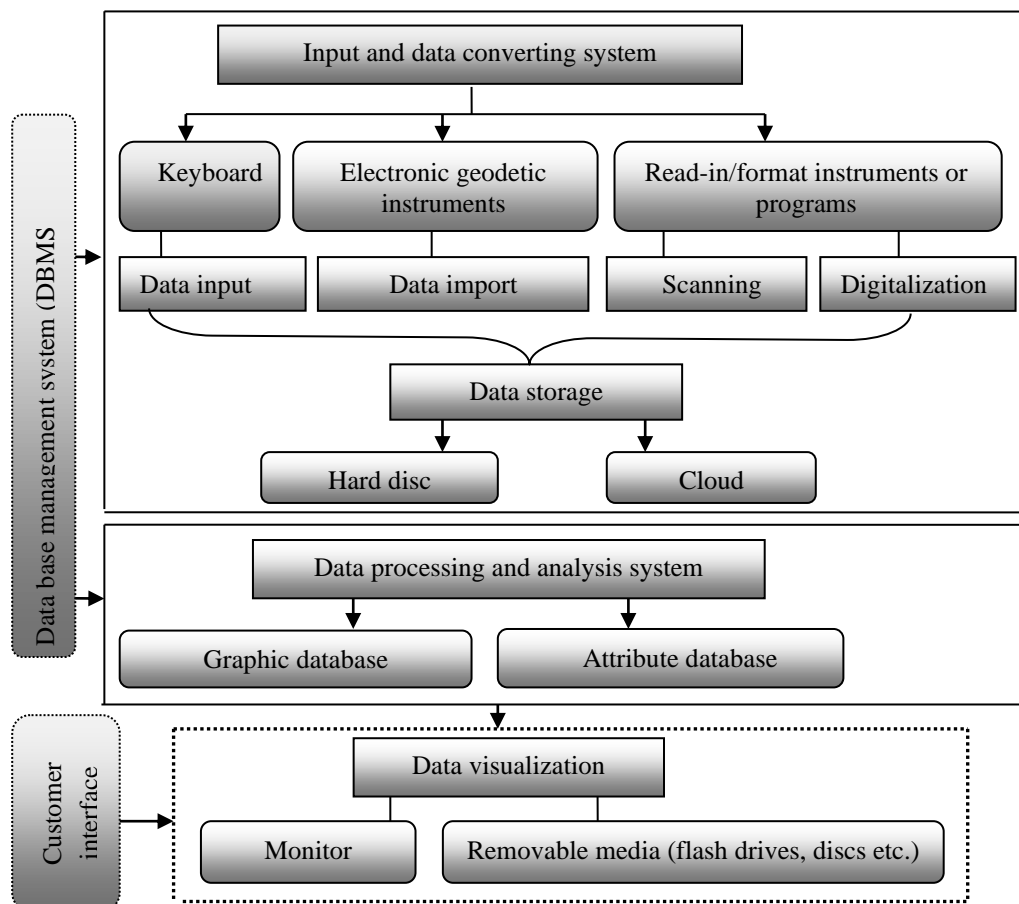 Input and data converting system
Keyboard
Electronic geodetic
instruments
Read-in/format instruments or
programs
Data input
Data import
Scanning
Digitalization
Data storage
Hard disc
Cloud
Data base management system (DBMS
Data processing and analysis system
Graphic database
Attribute database
Customer
interface
Data visualization
Monitor
Removable media (flash drives, discs etc.)